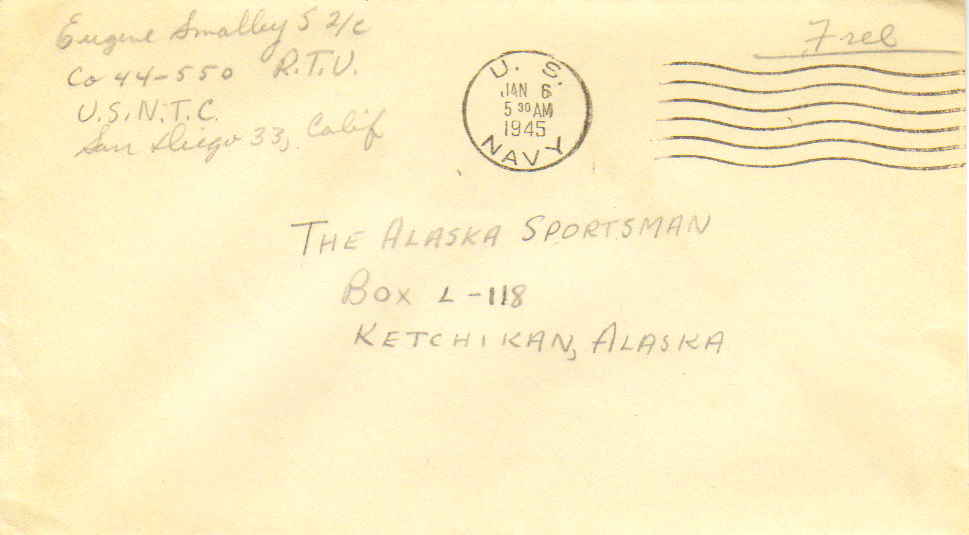 Eugene Smalley S 2/c
Co 44-550 R.T.U.
U.S.N.T.C.
San Diego 33, Calif
U. S.
JAN 6
5 30 AM
1945
NAVY
Free
THE ALASKA SPORTSMAN
BOX L-118
KETCHIKAN, ALASKA